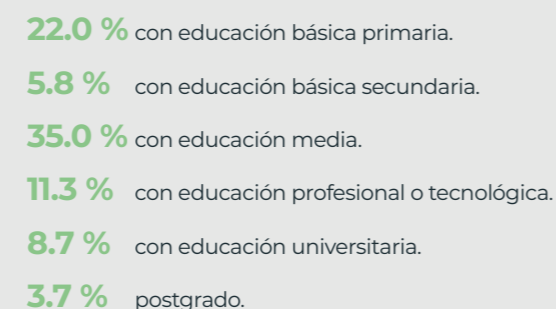 22.0 % con educación básica primaria.
5.8 % con educación básica secundaria.
35.0 % con educación media.
11.3 % con educación profesional o tecnológica.
8.7 % con educación universitaria.
3.7 % postgrado.